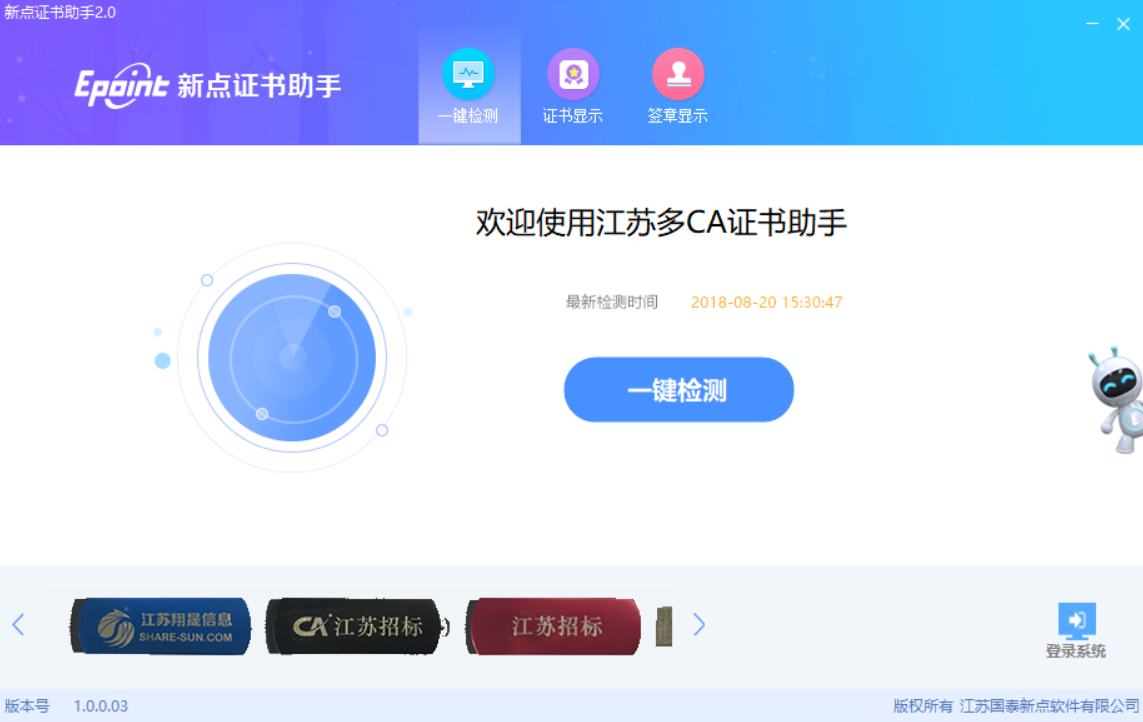 新点证书助手2.0
Epoint 新点证书助手
一键检测
证书显示
签章显示
欢迎使用江苏多CA证书助手
最新检测时间 2018-08-20 15:30:47
一键检测
江苏翔晟信息
SHARE-SUN.COM
CA 江苏招标
江苏招标
登录系统
版本号 1.0.0.03
版权所有 江苏国泰新点软件有限公司